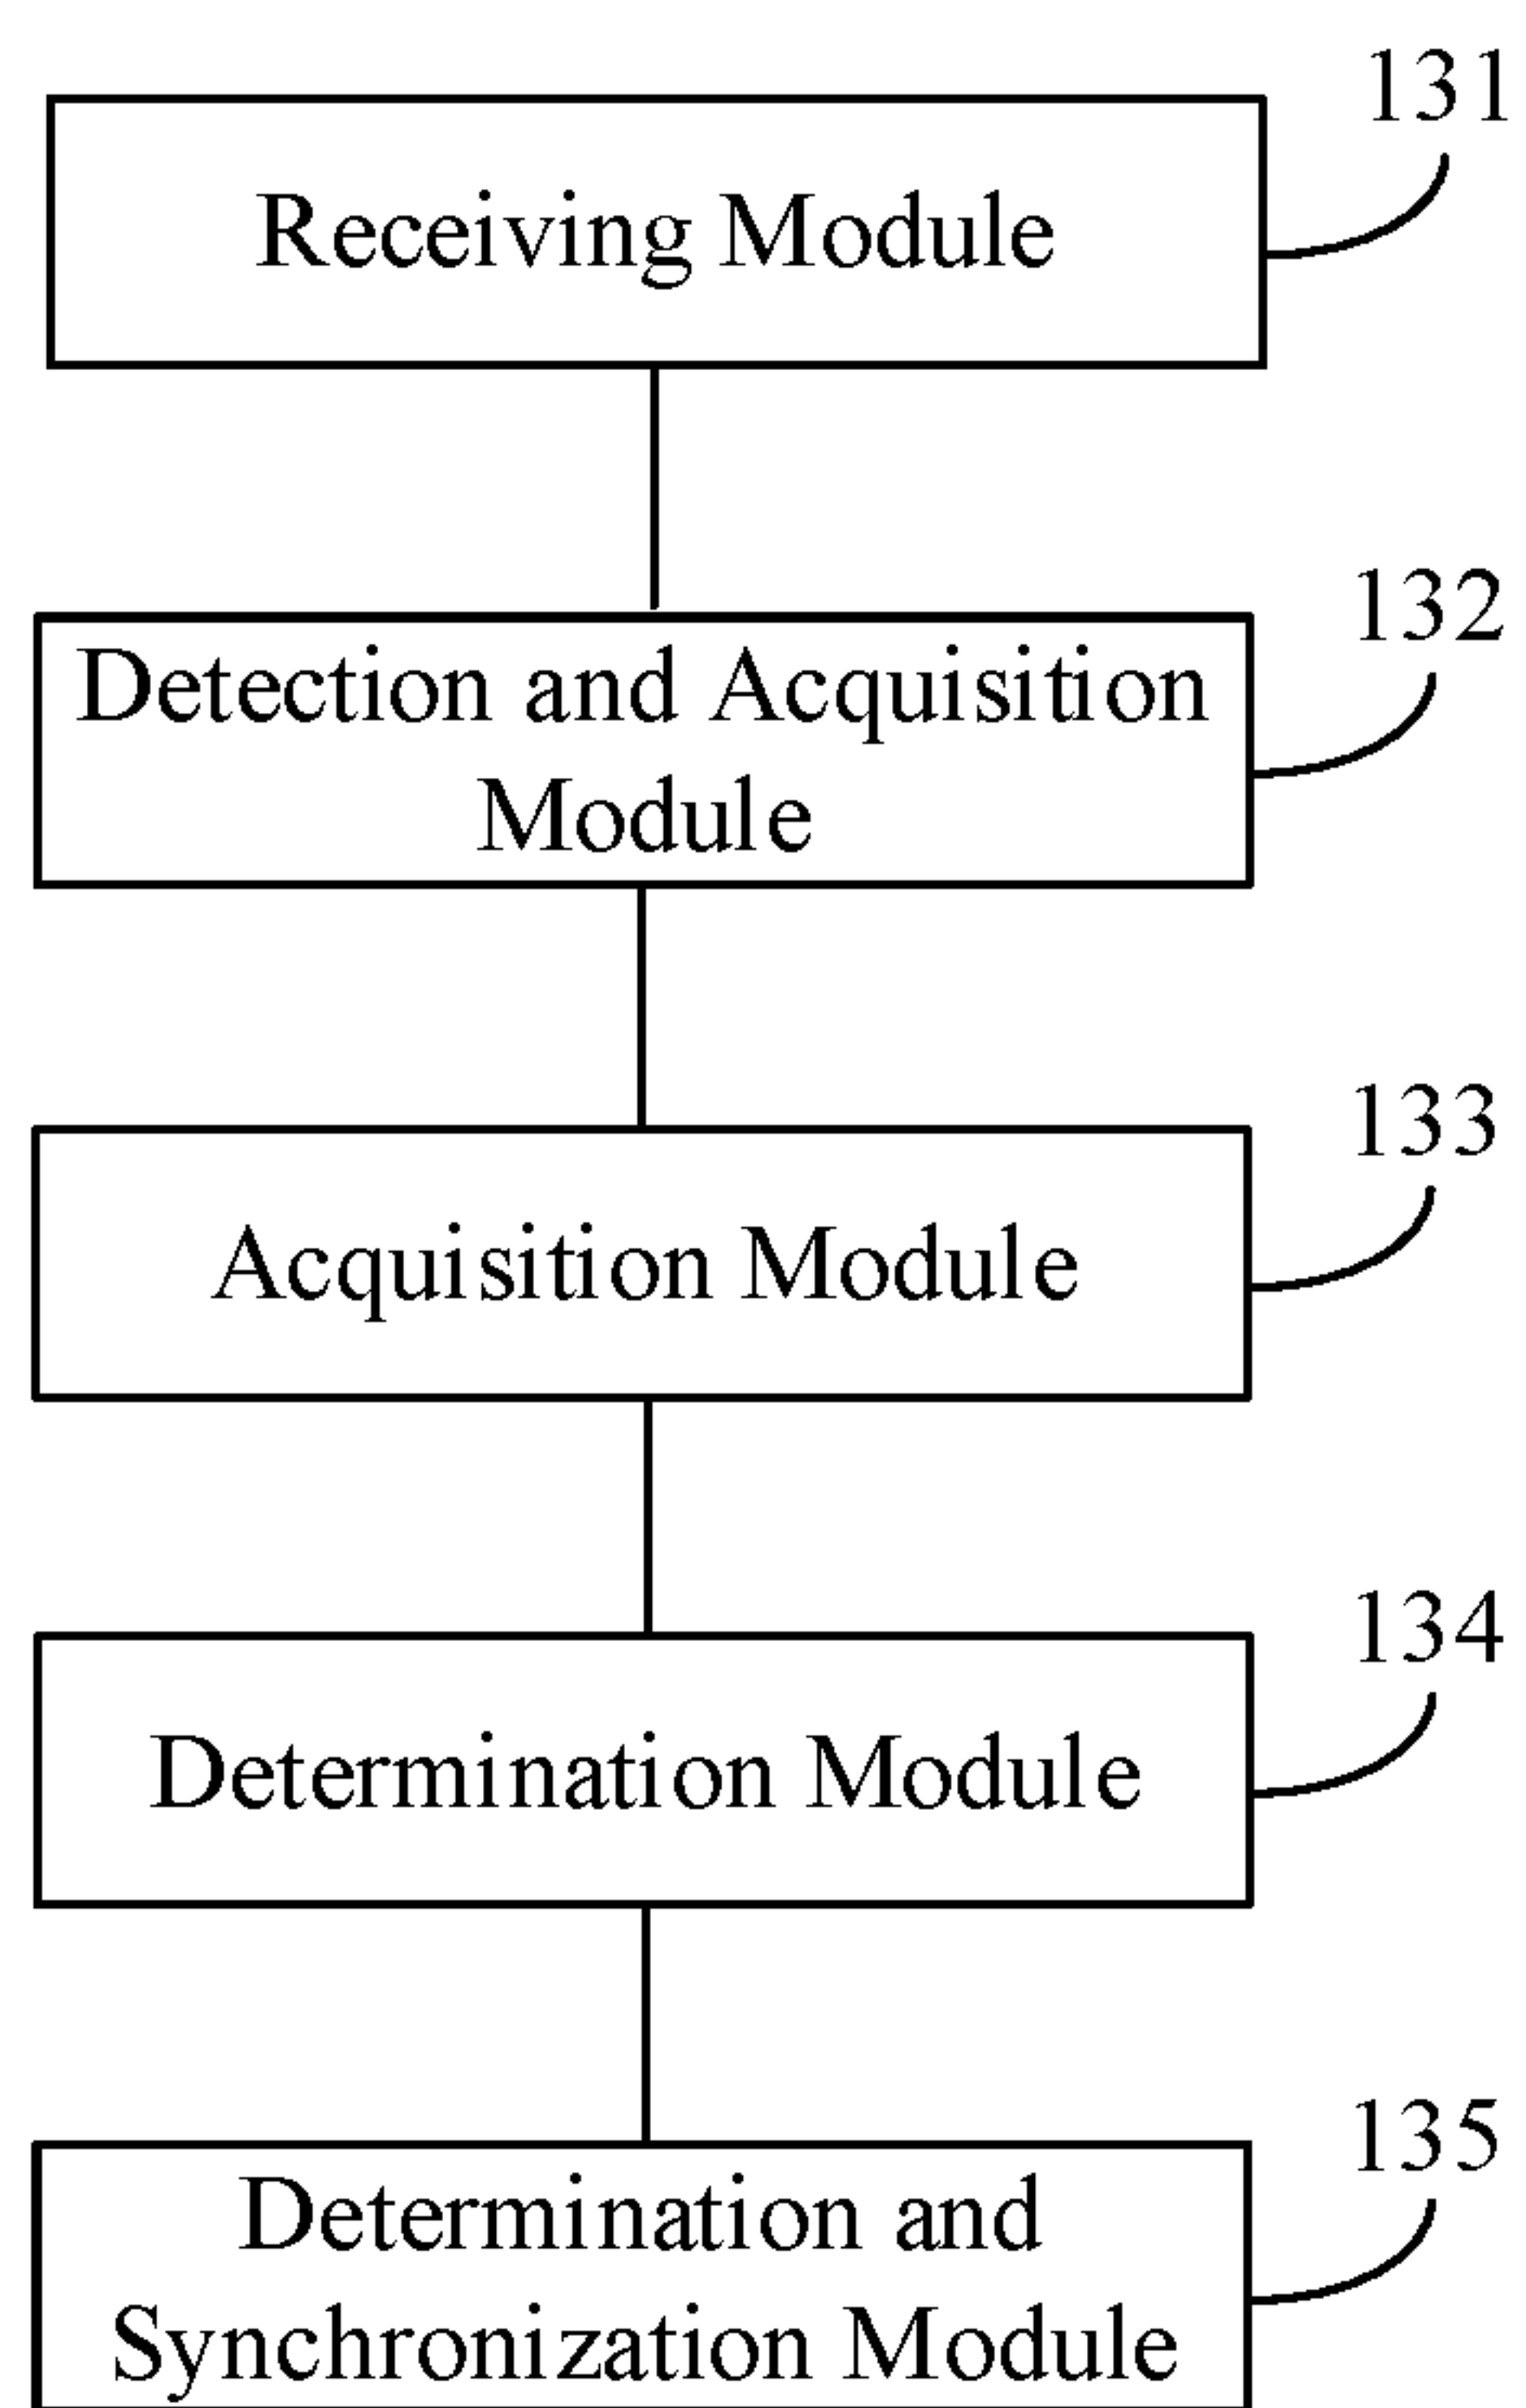 131
Receiving Module
132
Detection and Acquisition
Module
133
Acquisition Module
134
Determination Module
135
Determination and
Synchronization Module